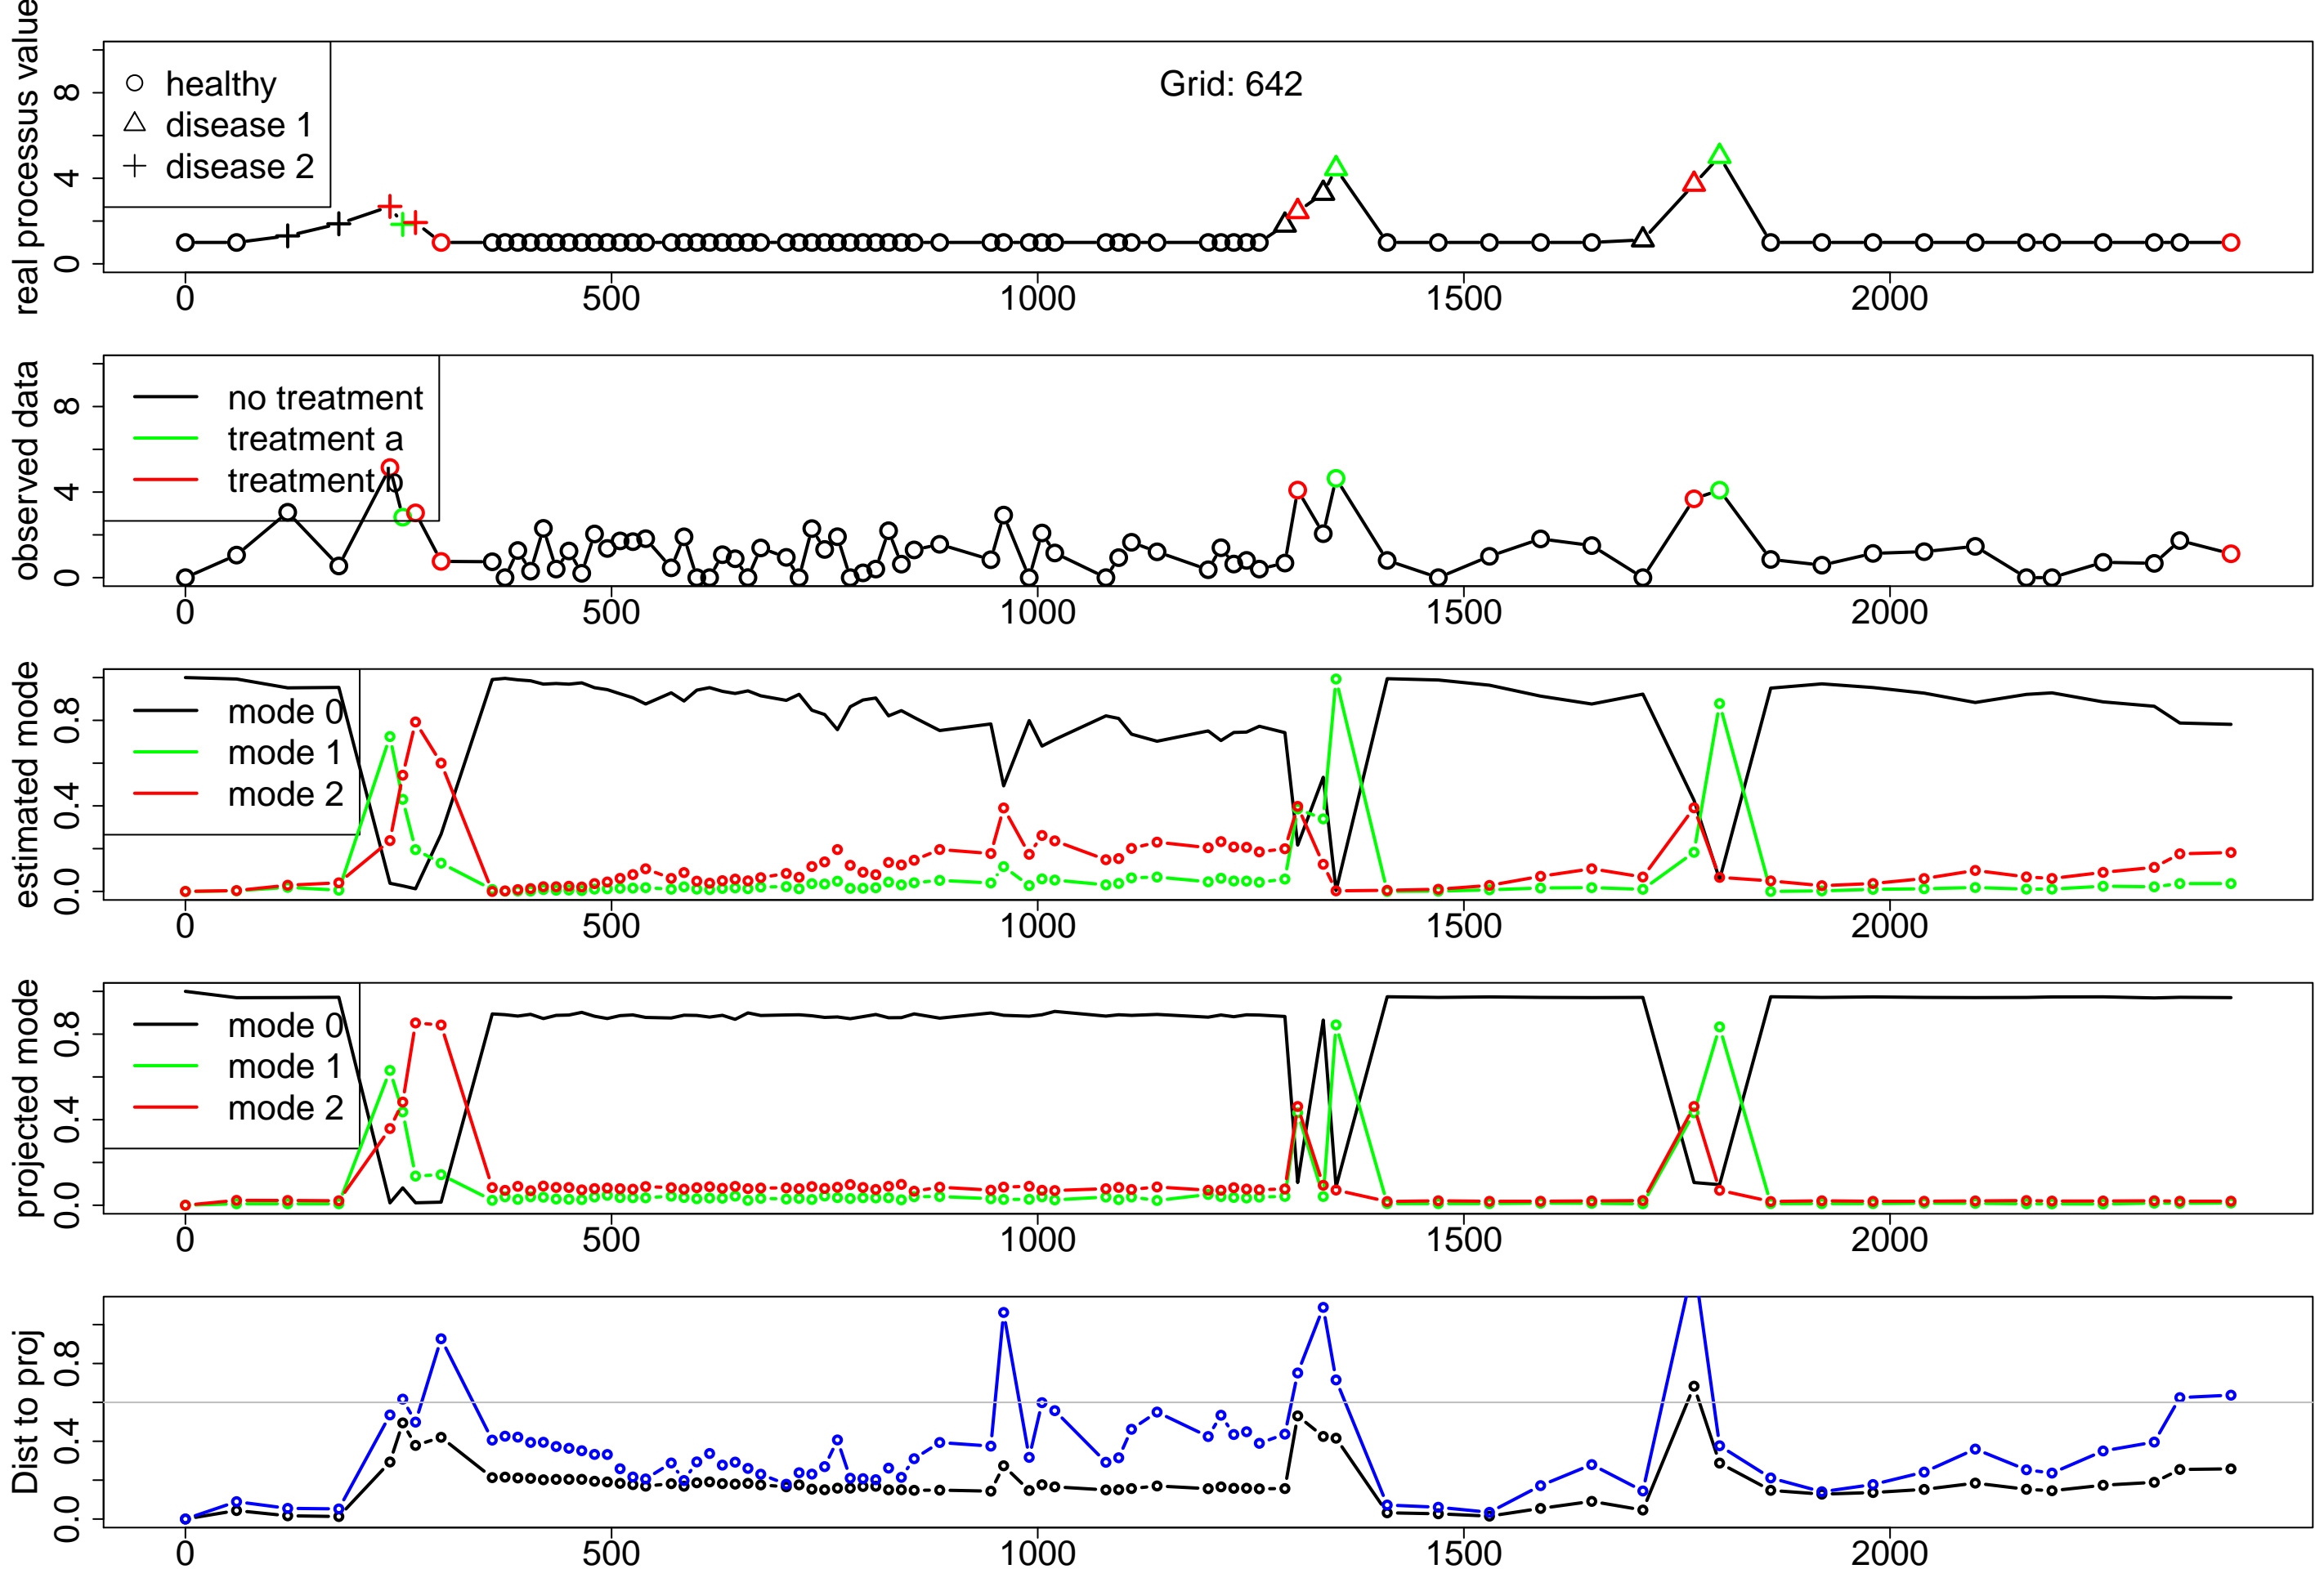 real processus value
0 4 8
healthy
disease 1
disease 2
Grid: 642
0 500 1000 1500 2000
observed data
0 4 8
no treatment
treatment a
treatment b
0 500 1000 1500 2000
estimated mode
0.0 0.4 0.8
mode 0
mode 1
mode 2
0 500 1000 1500 2000
projected mode
0.0 0.4 0.8
mode 0
mode 1
mode 2
0 500 1000 1500 2000
Dist to proj
0.0 0.4 0.8
0 500 1000 1500 2000